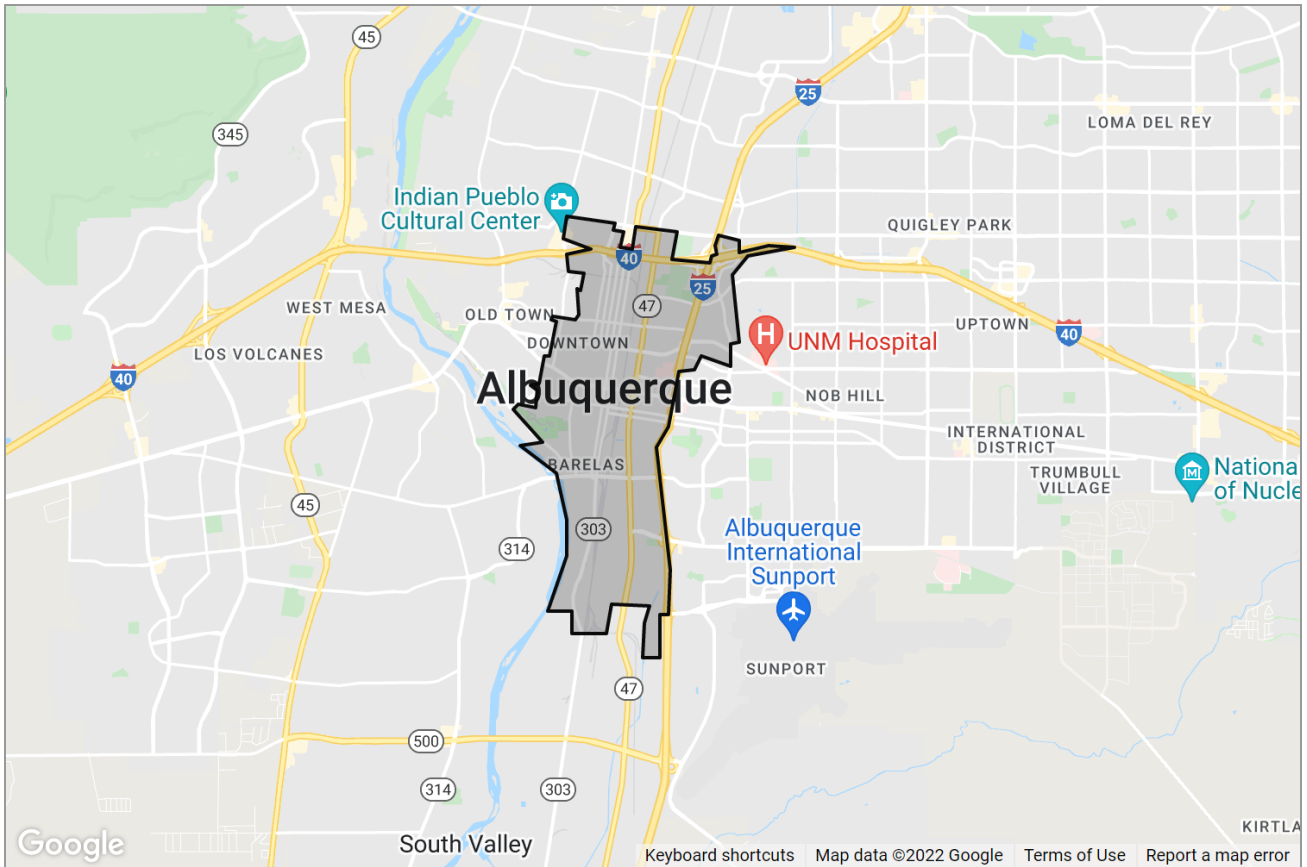 45
25
LOMA DEL REY
345
Indian Pueblo
Cultural Center
QUIGLEY PARK
40
25
47
WEST MESA
OLD TOWN
UPTOWN
40
DOWNTOWN
UNM Hospital
LOS VOLCANES
40
Albuquerque
NOB HILL
INTERNATIONAL
DISTRICT
BARELAS
TRUMBULL
VILLAGE
Nationa
of Nucle
45
303
314
Albuquerque
International
Sunport
SUNPORT
47
500
314
303
KIRTLA
South Valley
Google
Keyboard shortcuts Map data ©2022 Google Terms of Use Report a map error